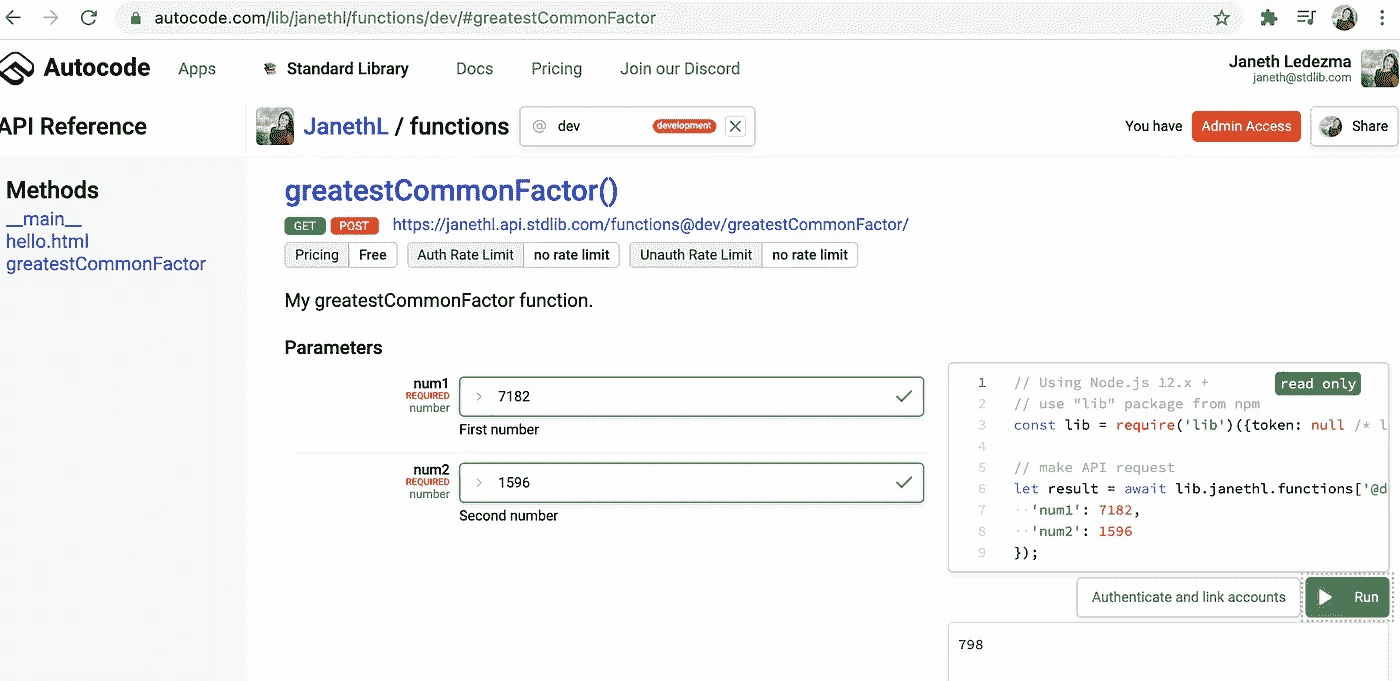 autocode.com/lib/janethl/functions/dev/#greatestCommonFactor
Autocode Apps Standard Library Docs Pricing Join our Discord
Janeth Ledezma
janeth@stdlib.com
API Reference
JanethL / functions @ dev development
You have Admin Access Share
Methods
__main__
hello.html
greatestCommonFactor
greatestCommonFactor()
GET POST https://janethl.api.stdlib.com/functions@dev/greatestCommonFactor/
Pricing Free Auth Rate Limit no rate limit Unauth Rate Limit no rate limit
My greatestCommonFactor function.
Parameters
num1
REQUIRED
number
7182
First number
num2
REQUIRED
number
1596
Second number
read only
1 // Using Node.js 12.x +
2 // use "lib" package from npm
3 const lib = require('lib')({token: null /* l
4
5 // make API request
6 let result = await lib.janethl.functions['@d
7 ··'num1': 7182,
8 ··'num2': 1596
9 });
Authenticate and link accounts Run
798